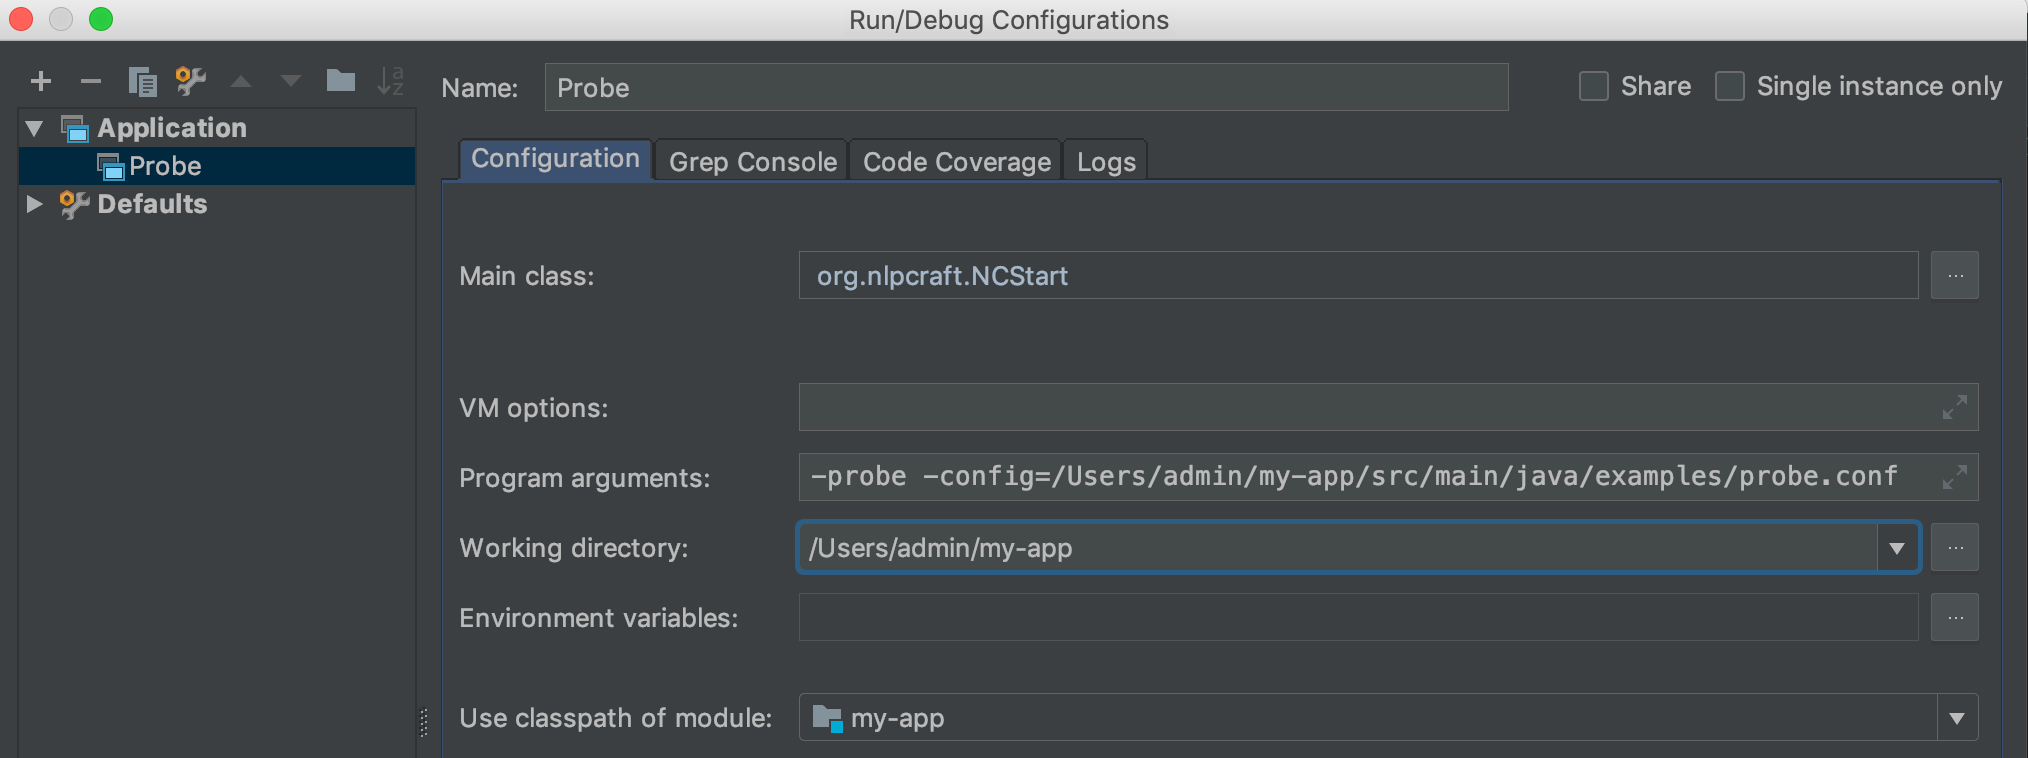 Run/Debug Configurations
Name: Probe
Share
Single instance only
Application
Probe
Defaults
Configuration
Grep Console
Code Coverage
Logs
Main class: org.nlpcraft.NCStart ...
VM options:
Program arguments: -probe -config=/Users/admin/my-app/src/main/java/examples/probe.conf
Working directory: /Users/admin/my-app ...
Environment variables: ...
Use classpath of module: my-app